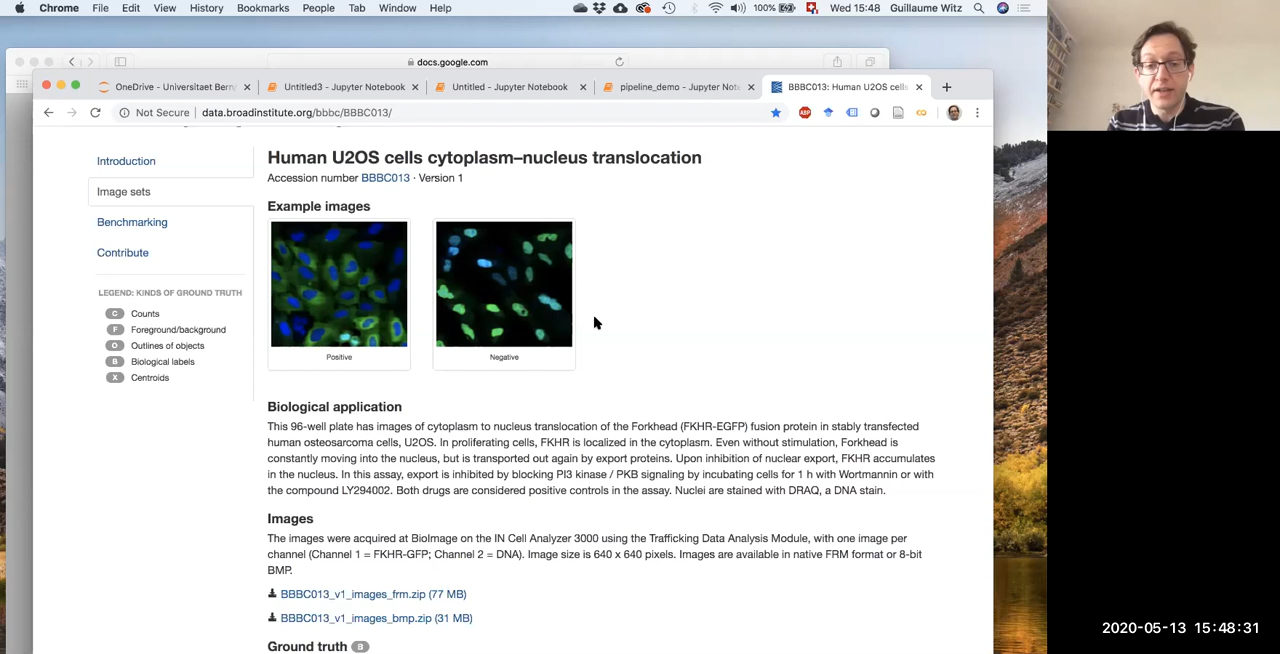 Chrome File Edit View History Bookmarks People Tab Window Help 100% Wed 15:48 Guillaume Witz
docs.google.com
OneDrive - Universitaet Bern Untitled3 - Jupyter Notebook Untitled - Jupyter Notebook pipeline_demo - Jupyter Note BBBC013: Human U2OS cells
Not Secure data.broadinstitute.org/bbbc/BBBC013/ ABP
Introduction
Image sets
Benchmarking
Contribute
LEGEND: KINDS OF GROUND TRUTH
C Counts
F Foreground/background
O Outlines of objects
B Biological labels
X Centroids
Human U2OS cells cytoplasm–nucleus translocation
Accession number BBBC013 · Version 1
Example images
Positive
Negative
Biological application
This 96-well plate has images of cytoplasm to nucleus translocation of the Forkhead (FKHR-EGFP) fusion protein in stably transfected
human osteosarcoma cells, U2OS. In proliferating cells, FKHR is localized in the cytoplasm. Even without stimulation, Forkhead is
constantly moving into the nucleus, but is transported out again by export proteins. Upon inhibition of nuclear export, FKHR accumulates
in the nucleus. In this assay, export is inhibited by blocking PI3 kinase / PKB signaling by incubating cells for 1 h with Wortmannin or with
the compound LY294002. Both drugs are considered positive controls in the assay. Nuclei are stained with DRAQ, a DNA stain.
Images
The images were acquired at BioImage on the IN Cell Analyzer 3000 using the Trafficking Data Analysis Module, with one image per
channel (Channel 1 = FKHR-GFP; Channel 2 = DNA). Image size is 640 x 640 pixels. Images are available in native FRM format or 8-bit
BMP.
BBBC013_v1_images_frm.zip (77 MB)
BBBC013_v1_images_bmp.zip (31 MB)
Ground truth B
2020-05-13 15:48:31